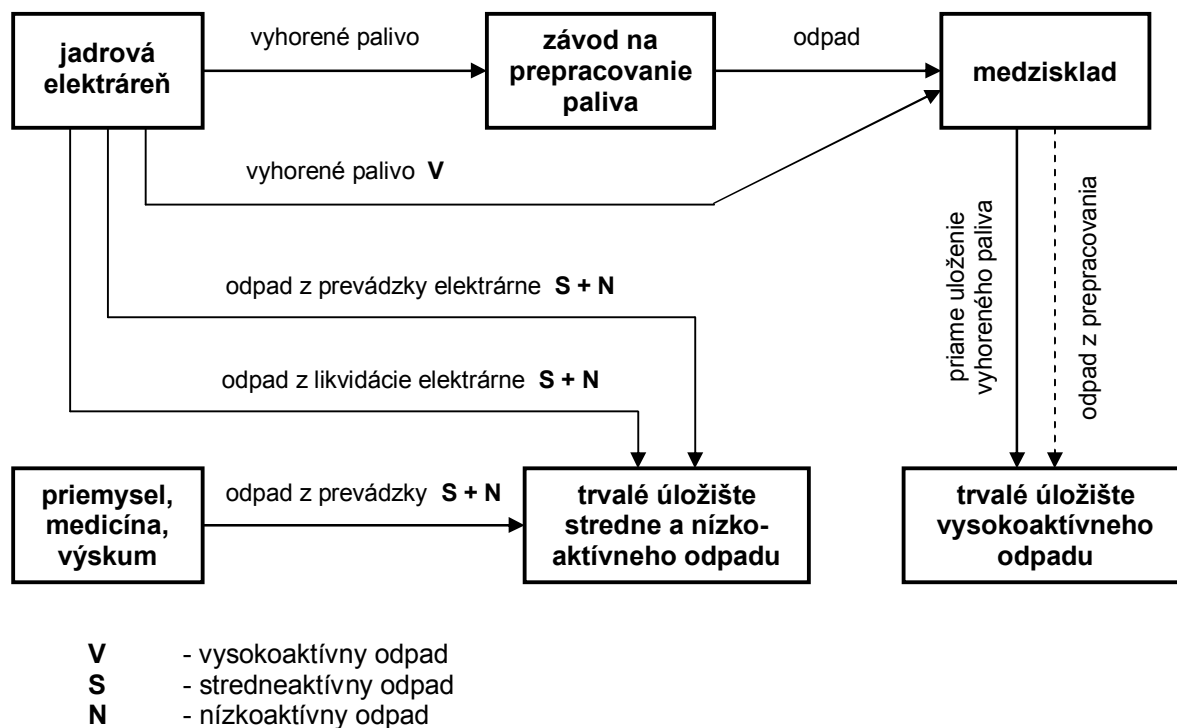 jadrová
elektráreň
vyhorené palivo
závod na
prepracovanie
paliva
odpad
medzisklad
vyhorené palivo V
priame uloženie
vyhoreného paliva
odpad z prepracovania
odpad z prevádzky elektrárne S + N
odpad z likvidácie elektrárne S + N
priemysel,
medicína,
výskum
odpad z prevádzky S + N
trvalé úložište
stredne a nízko-
aktívneho odpadu
trvalé úložište
vysokoaktívneho
odpadu
V - vysokoaktívny odpad
S - stredneaktívny odpad
N - nízkoaktívny odpad